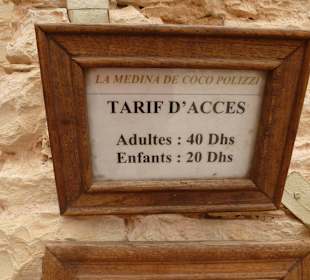 LA MEDINA DE COCO POLIZZI
TARIF D'ACCES
Adultes : 40 Dhs
Enfants : 20 Dhs